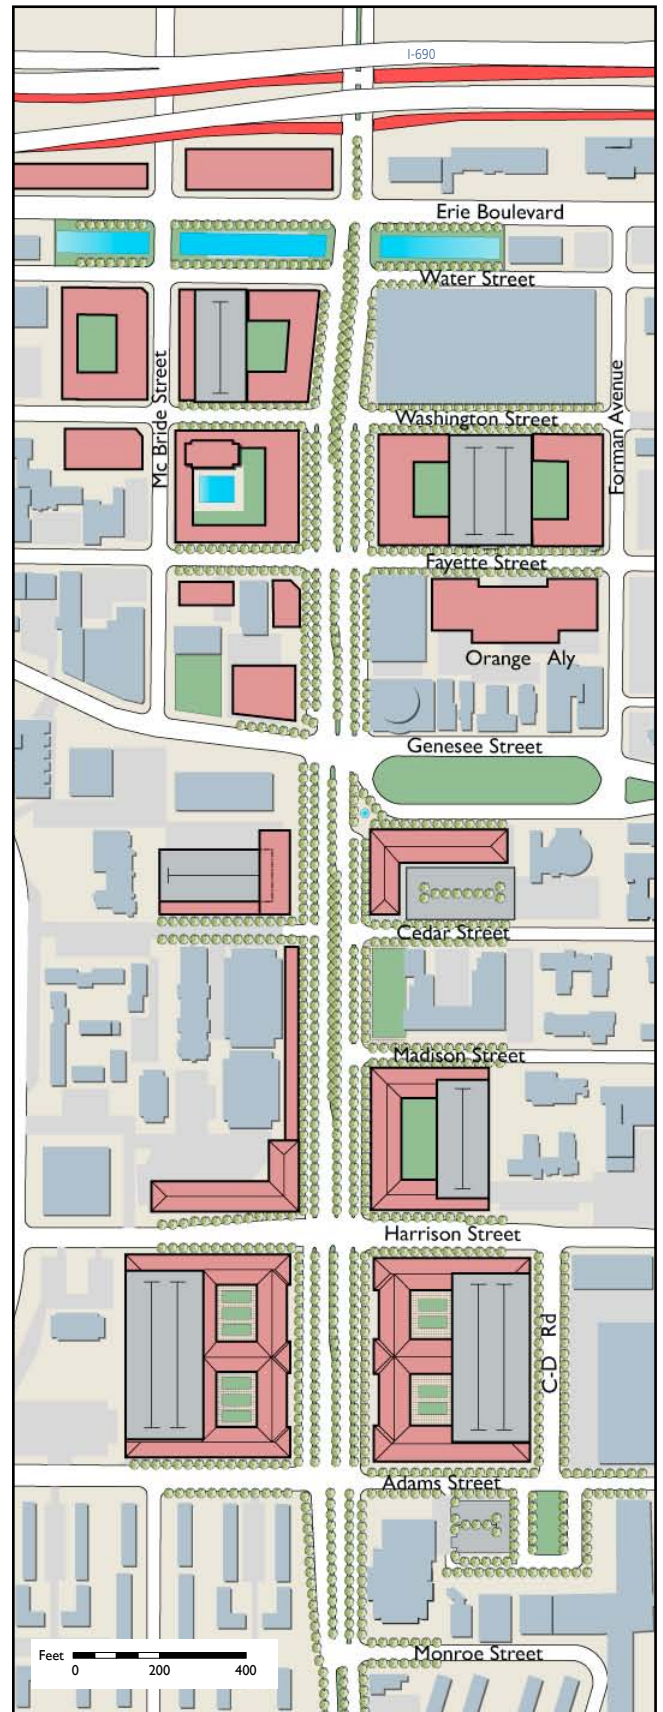 I-690
Erie Boulevard
Water Street
Mc Bride Street
Forman Avenue
Washington Street
Fayette Street
Orange Aly
Genesee Street
Cedar Street
Madison Street
Harrison Street
C-D Rd
Adams Street
Monroe Street
Feet
0 200 400